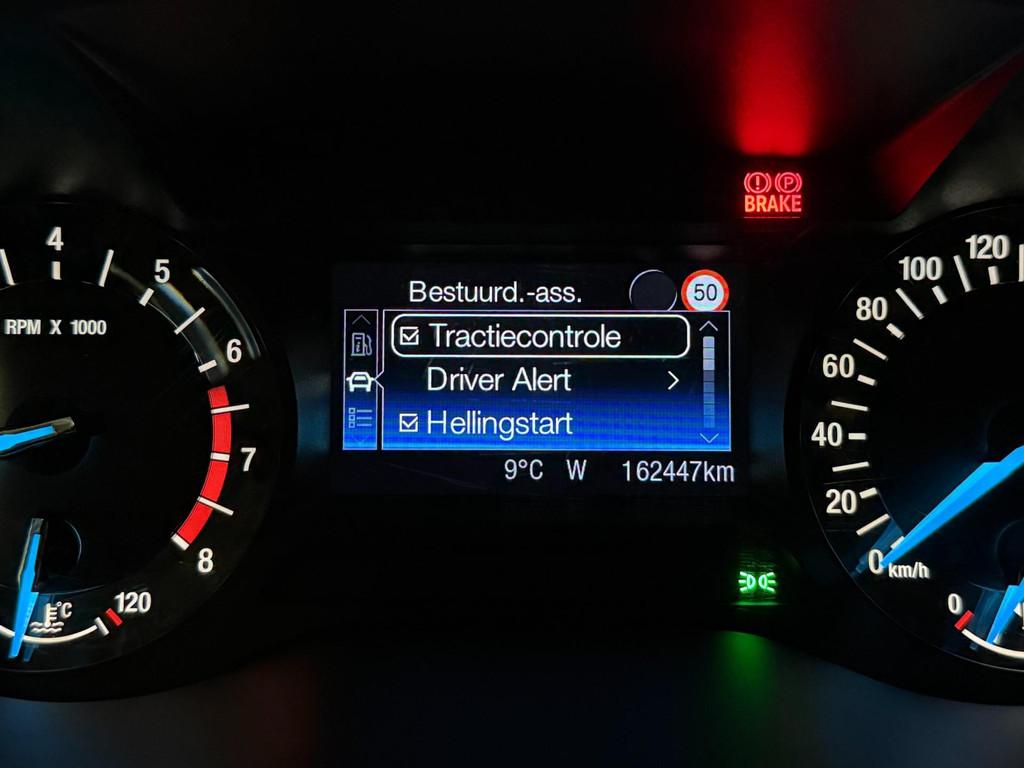 BRAKE
P
4
5
6
7
8
RPM X 1000
°C
120
Bestuurd.-ass.
50
Tractiecontrole
Driver Alert
Hellingstart
9°C W 162447km
120
100
80
60
40
20
0
km/h
0